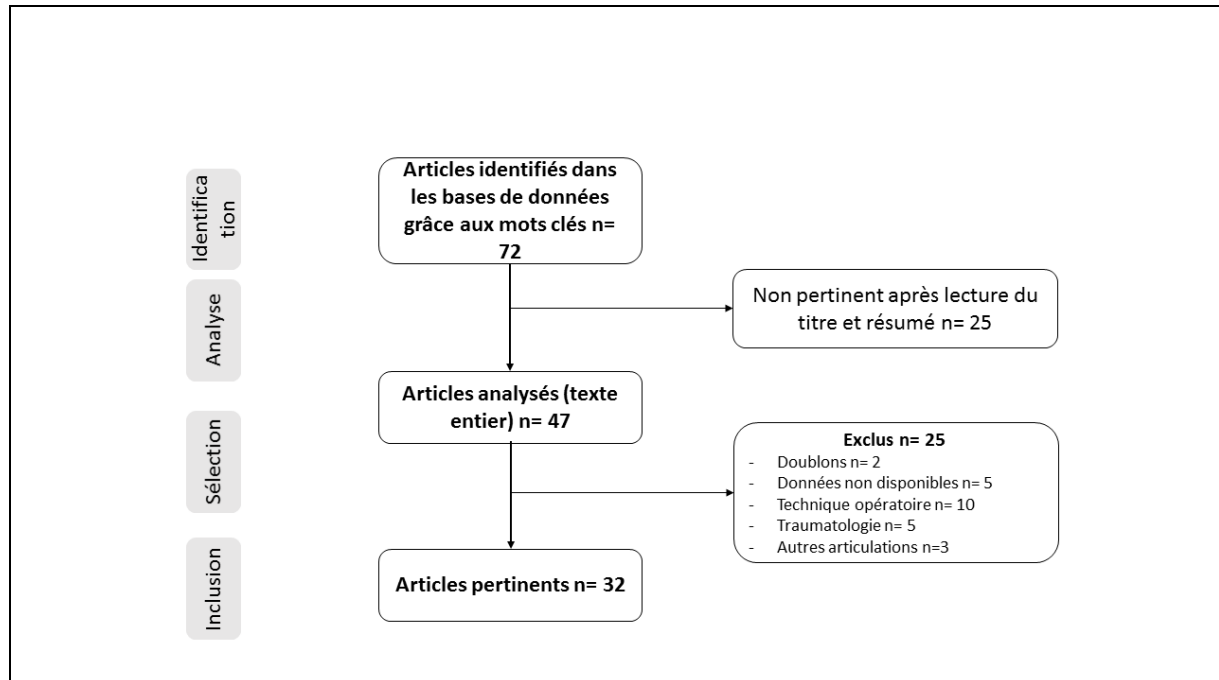 Identifica
tion
Articles identifiés dans
les bases de données
grâce aux mots clés n=
72
Analyse
Non pertinent après lecture du
titre et résumé n= 25
Articles analysés (texte
entier) n= 47
Sélection
Exclus n= 25
- Doublons n= 2
- Données non disponibles n= 5
- Technique opératoire n= 10
- Traumatologie n= 5
- Autres articulations n=3
Inclusion
Articles pertinents n= 32